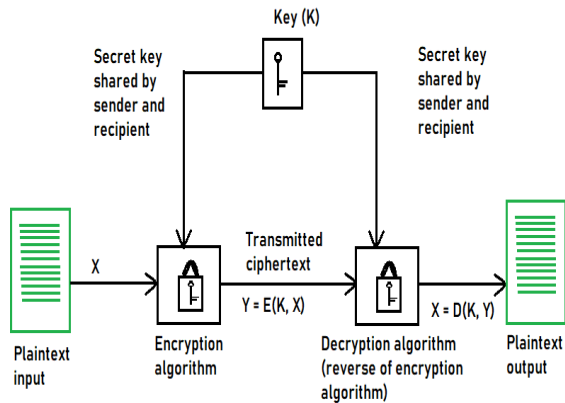 Key (K)
Secret key
shared by
sender and
recipient
Secret key
shared by
sender and
recipient
X
Transmitted
ciphertext
Y = E(K, X)
X = D(K, Y)
Plaintext
input
Encryption
algorithm
Decryption algorithm
(reverse of encryption
algorithm)
Plaintext
output